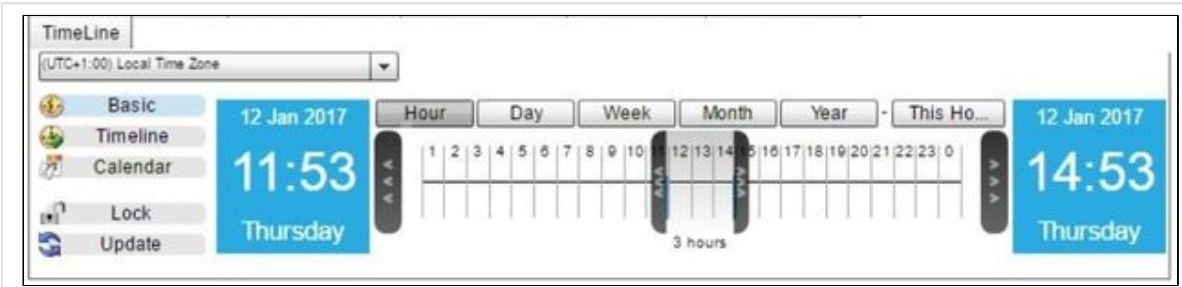 TimeLine
(UTC+1:00) Local Time Zone
Basic
Timeline
Calendar
Lock
Update
12 Jan 2017
11:53
Thursday
Hour Day Week Month Year - This Ho...
1 2 3 4 5 6 7 8 9 10 11 12 13 14 15 16 17 18 19 20 21 22 23 0
3 hours
12 Jan 2017
14:53
Thursday